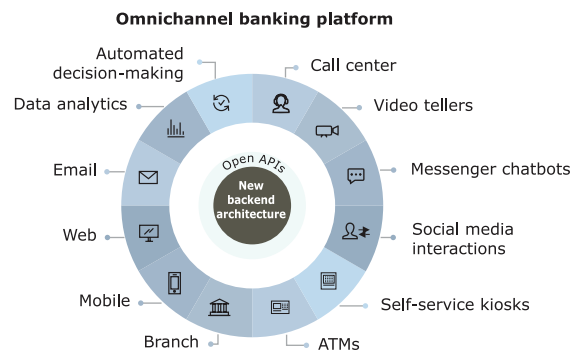 Omnichannel banking platform
Automated
decision-making
Call center
Data analytics
Video tellers
Email
Messenger chatbots
Open APIs
New
backend
architecture
Web
Social media
interactions
Mobile
Self-service kiosks
Branch
ATMs